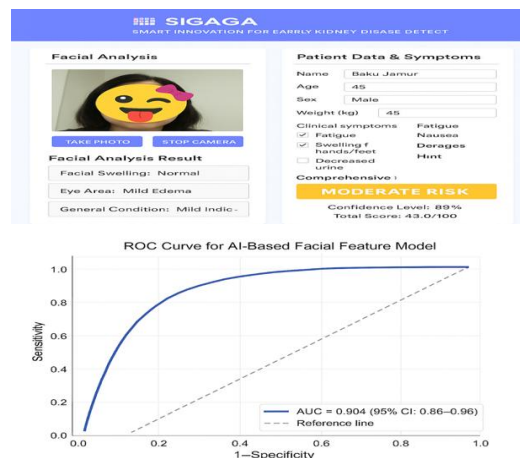 SIGAGA
SMART INNOVATION FOR EARRLY KIDNEY DISASE DETECT
Facial Analysis
TAKE PHOTO
STOP CAMERA
Facial Analysis Result
Facial Swelling: Normal
Eye Area: Mild Edema
General Condition: Mild Indic-
Patient Data & Symptoms
Name Baku Jamur
Age 45
Sex Male
Weight (kg) 45
Clinical symptoms Fatigue
Fatigue Nausea
Swelling f Derages
hands/feet
Hınt
Decreased
urine
Comprehensive
MODERATE RISK
Confidence Level: 89%
Total Score: 43.0/100
ROC Curve for AI-Based Facial Feature Model
Sensitivity
1.0
0.8
0.6
0.4
0.2
0.0
0.0 0.2 0.4 0.6 0.8 1.0
1–Specificity
AUC = 0.904 (95% CI: 0.86–0.96)
Reference line